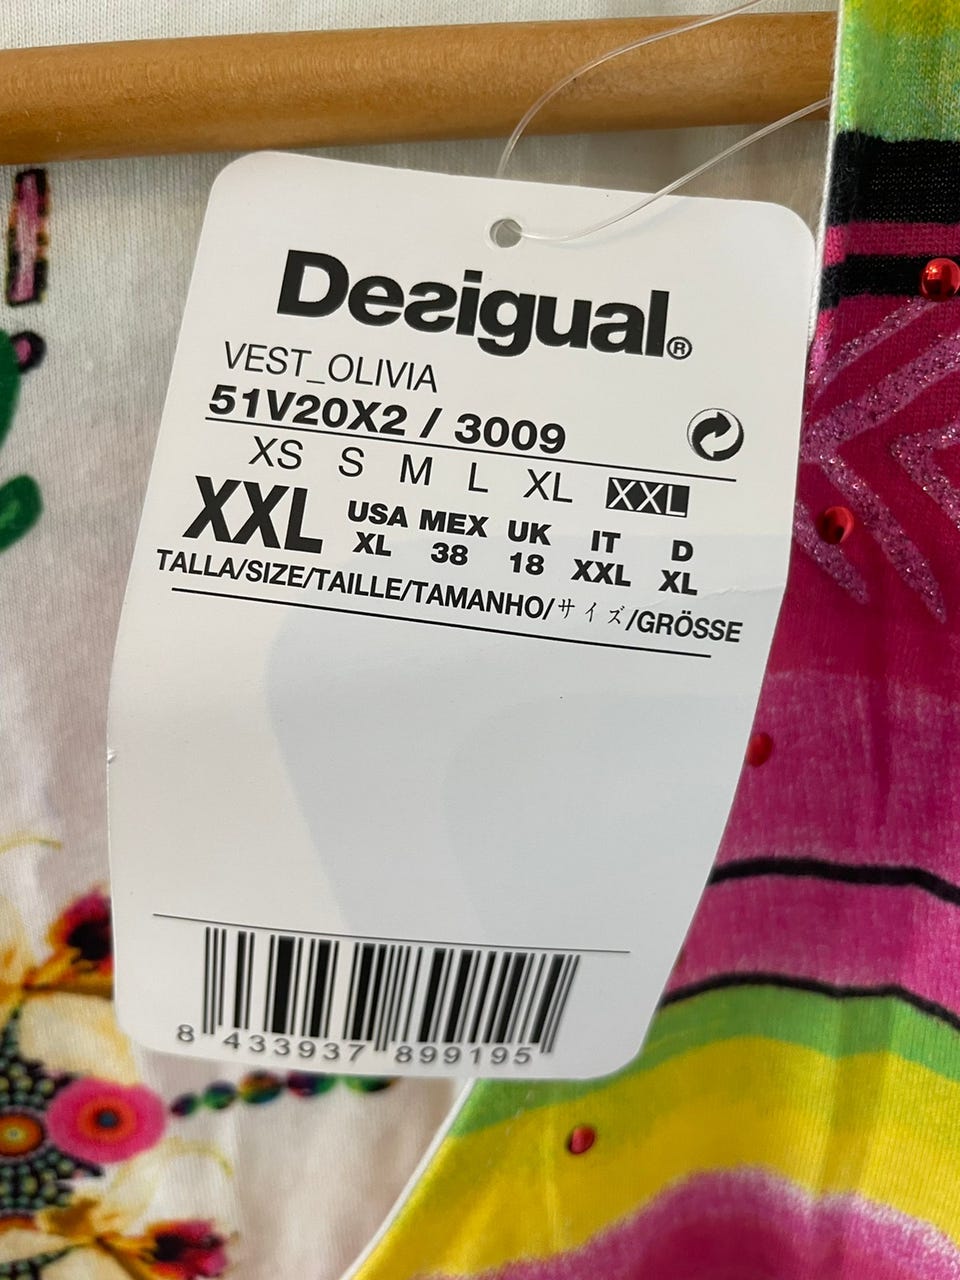 Desigual®
VEST_OLIVIA
51V20X2 / 3009
XS S M L XL XXL
XXL USA MEX UK IT D
XL 38 18 XXL XL
TALLA/SIZE/TAILLE/TAMANHO/サイズ/GRÖSSE
8 433937 899195